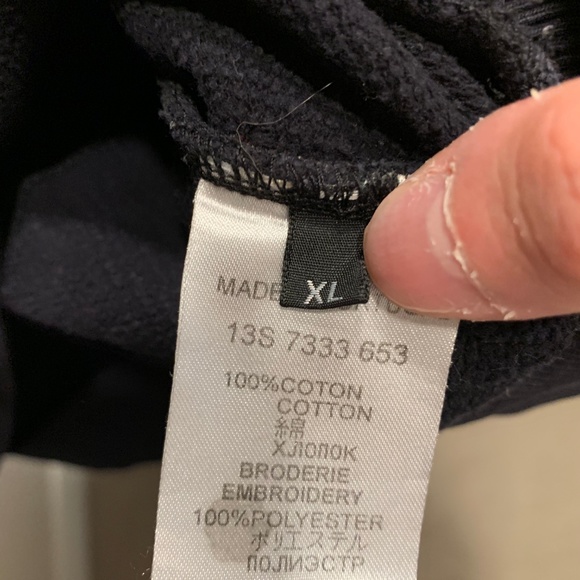 XL
MADE
13S 7333 653
100%COTON
COTTON
綿
ХЛОПОК
BRODERIE
EMBROIDERY
100%POLYESTER
ポリエステル
ПОЛИЭСТР